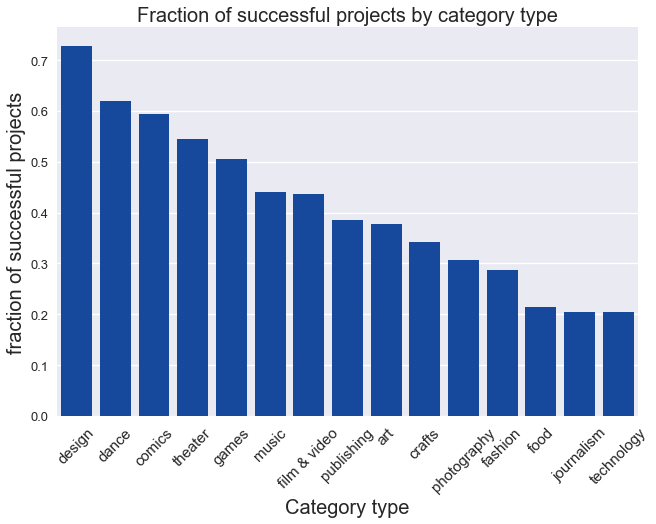 Fraction of successful projects by category type
fraction of successful projects
0.7
0.6
0.5
0.4
0.3
0.2
0.1
0.0
design
dance
comics
theater
games
music
film & video
publishing
art
crafts
photography
fashion
food
journalism
technology
Category type